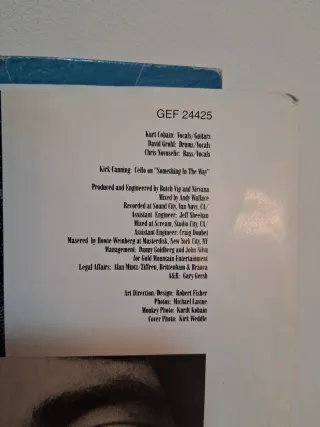 GEF 24425
Kurt Cobain: Vocals/Guitars
David Grohl: Drums/Vocals
Chris Novoselic: Bass/Vocals
Kirk Canning: Cello on "Something In The Way"
Produced and Engineered by Butch Vig and Nirvana
Mixed by Andy Wallace
Recorded at Sound City, Van Nuys, CA/
Assistant Engineer: Jeff Sheehan
Mixed at Scream, Studio City, CA/
Assistant Engineer: Craig Doubet
Masered by Howie Weinberg at Masterdisk, New York City, NY
Management: Danny Goldberg and John Silva
for Gold Mountain Entertainment
Legal Affairs: Alan Mintz/Ziffren, Brittenham & Branca
A&R: Gary Gersh
Art Direction/Design: Robert Fisher
Photos: Michael Lavine
Monkey Photo: Kurdt Kobain
Cover Photo: Kirk Weddle